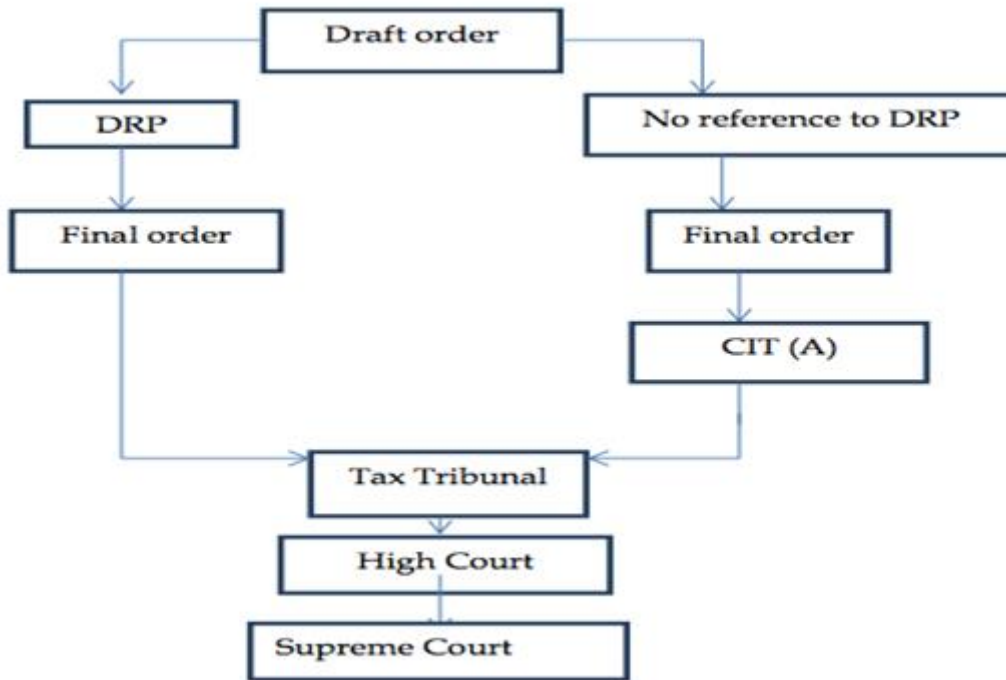 Draft order
DRP
No reference to DRP
Final order
Final order
CIT (A)
Tax Tribunal
High Court
Supreme Court